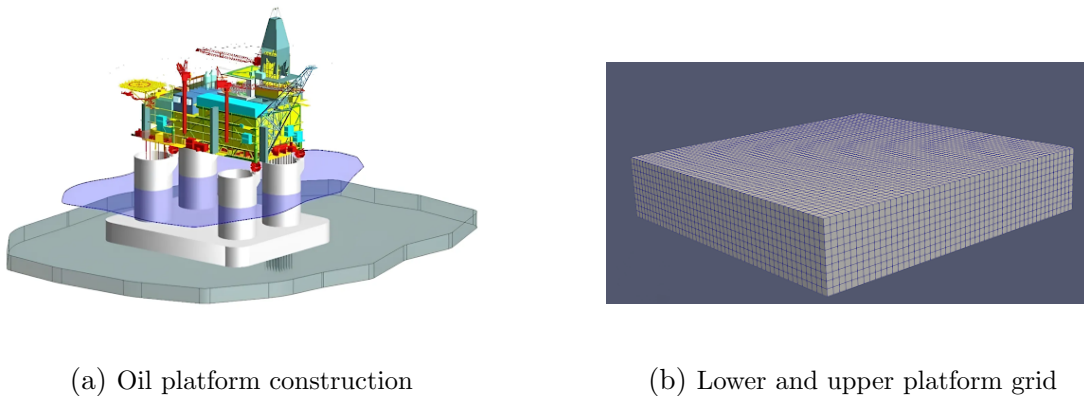 (a) Oil platform construction
(b) Lower and upper platform grid